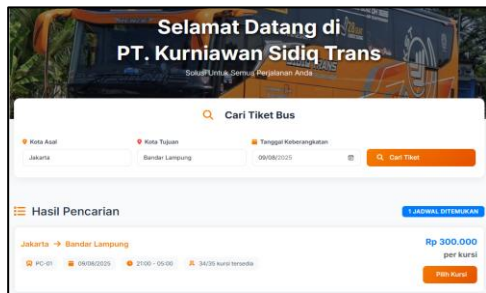 Selamat Datang di
PT. Kurniawan Sidiq Trans
Solusi Untuk Semua Perjalanan Anda
Cari Tiket Bus
Kota Asal
Kota Tujuan
Tanggal Keberangkatan
Jakarta
Bandar Lampung
09/08/2025
Cari Tiket
Hasil Pencarian
1 JADWAL DITEMUKAN
Jakarta → Bandar Lampung
Rp 300.000
per kursi
PC-01
09/08/2025
21:00 - 05:00
34/35 kursi tersedia
Pilih Kursi